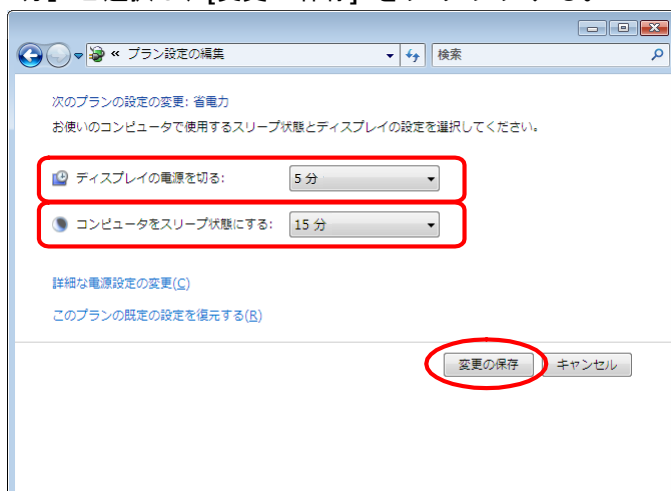 « プラン設定の編集
検索
次のプランの設定の変更: 省電力
お使いのコンピュータで使用するスリープ状態とディスプレイの設定を選択してください。
ディスプレイの電源を切る: 5 分
コンピュータをスリープ状態にする: 15 分
詳細な電源設定の変更(C)
このプランの既定の設定を復元する(R)
変更の保存 キャンセル